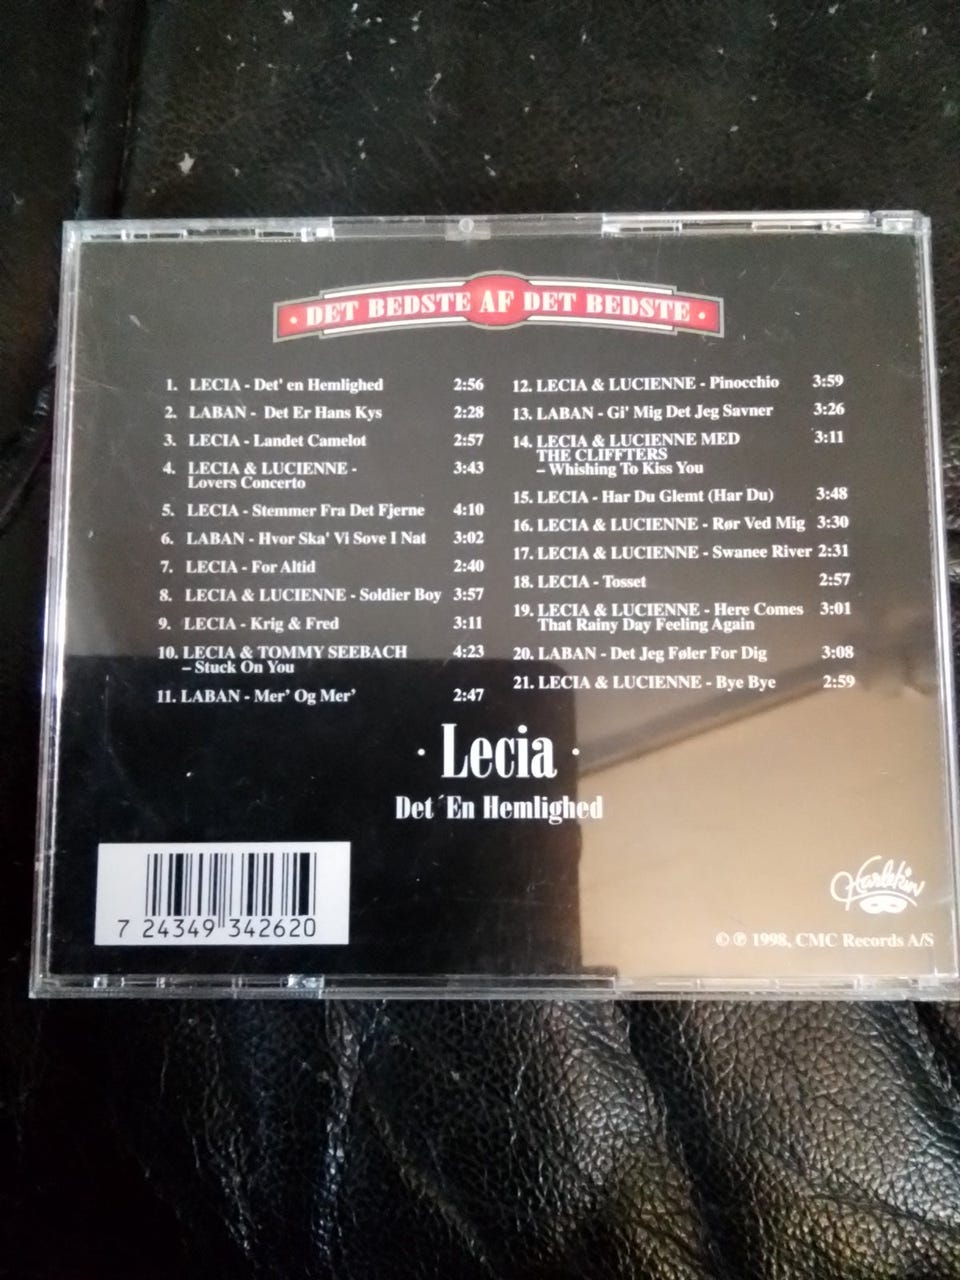 · DET BEDSTE AF DET BEDSTE ·
1. LECIA - Det' en Hemlighed 2:56
2. LABAN - Det Er Hans Kys 2:28
3. LECIA - Landet Camelot 2:57
4. LECIA & LUCIENNE - 3:43
Lovers Concerto
5. LECIA - Stemmer Fra Det Fjerne 4:10
6. LABAN - Hvor Ska' Vi Sove I Nat 3:02
7. LECIA - For Altid 2:40
8. LECIA & LUCIENNE - Soldier Boy 3:57
9. LECIA - Krig & Fred 3:11
10. LECIA & TOMMY SEEBACH 4:23
– Stuck On You
11. LABAN - Mer' Og Mer' 2:47
12. LECIA & LUCIENNE - Pinocchio 3:59
13. LABAN - Gi' Mig Det Jeg Savner 3:26
14. LECIA & LUCIENNE MED 3:11
THE CLIFFTERS
– Whishing To Kiss You
15. LECIA - Har Du Glemt (Har Du) 3:48
16. LECIA & LUCIENNE - Rør Ved Mig 3:30
17. LECIA & LUCIENNE - Swanee River 2:31
18. LECIA - Tosset 2:57
19. LECIA & LUCIENNE - Here Comes 3:01
That Rainy Day Feeling Again
20. LABAN - Det Jeg Føler For Dig 3:08
21. LECIA & LUCIENNE - Bye Bye 2:59
· Lecia ·
Det ´En Hemlighed
7 24349 342620
Harlekin
© ℗ 1998, CMC Records A/S